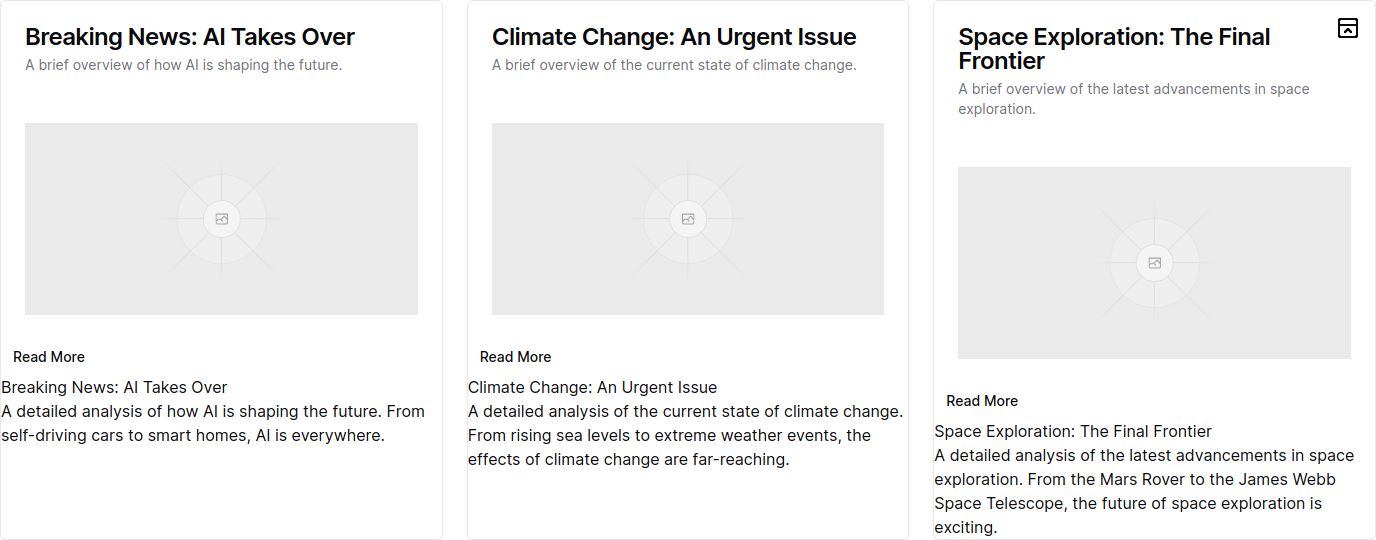 Breaking News: AI Takes Over
A brief overview of how AI is shaping the future.
Read More
Breaking News: AI Takes Over
A detailed analysis of how AI is shaping the future. From
self-driving cars to smart homes, AI is everywhere.
Climate Change: An Urgent Issue
A brief overview of the current state of climate change.
Read More
Climate Change: An Urgent Issue
A detailed analysis of the current state of climate change.
From rising sea levels to extreme weather events, the
effects of climate change are far-reaching.
Space Exploration: The Final
Frontier
A brief overview of the latest advancements in space
exploration.
Read More
Space Exploration: The Final Frontier
A detailed analysis of the latest advancements in space
exploration. From the Mars Rover to the James Webb
Space Telescope, the future of space exploration is
exciting.